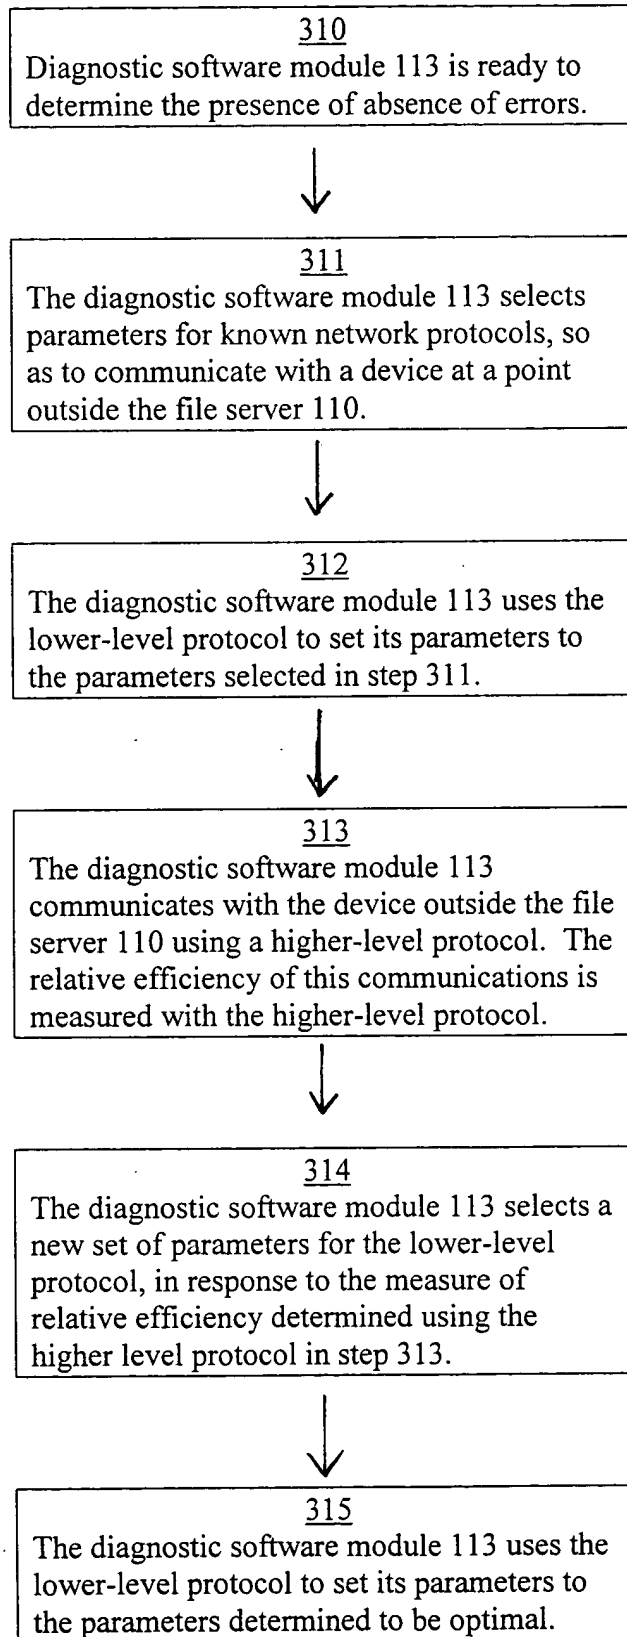 310
Diagnostic software module 113 is ready to
determine the presence of absence of errors.
311
The diagnostic software module 113 selects
parameters for known network protocols, so
as to communicate with a device at a point
outside the file server 110.
312
The diagnostic software module 113 uses the
lower-level protocol to set its parameters to
the parameters selected in step 311.
313
The diagnostic software module 113
communicates with the device outside the file
server 110 using a higher-level protocol. The
relative efficiency of this communications is
measured with the higher-level protocol.
314
The diagnostic software module 113 selects a
new set of parameters for the lower-level
protocol, in response to the measure of
relative efficiency determined using the
higher level protocol in step 313.
315
The diagnostic software module 113 uses the
lower-level protocol to set its parameters to
the parameters determined to be optimal.